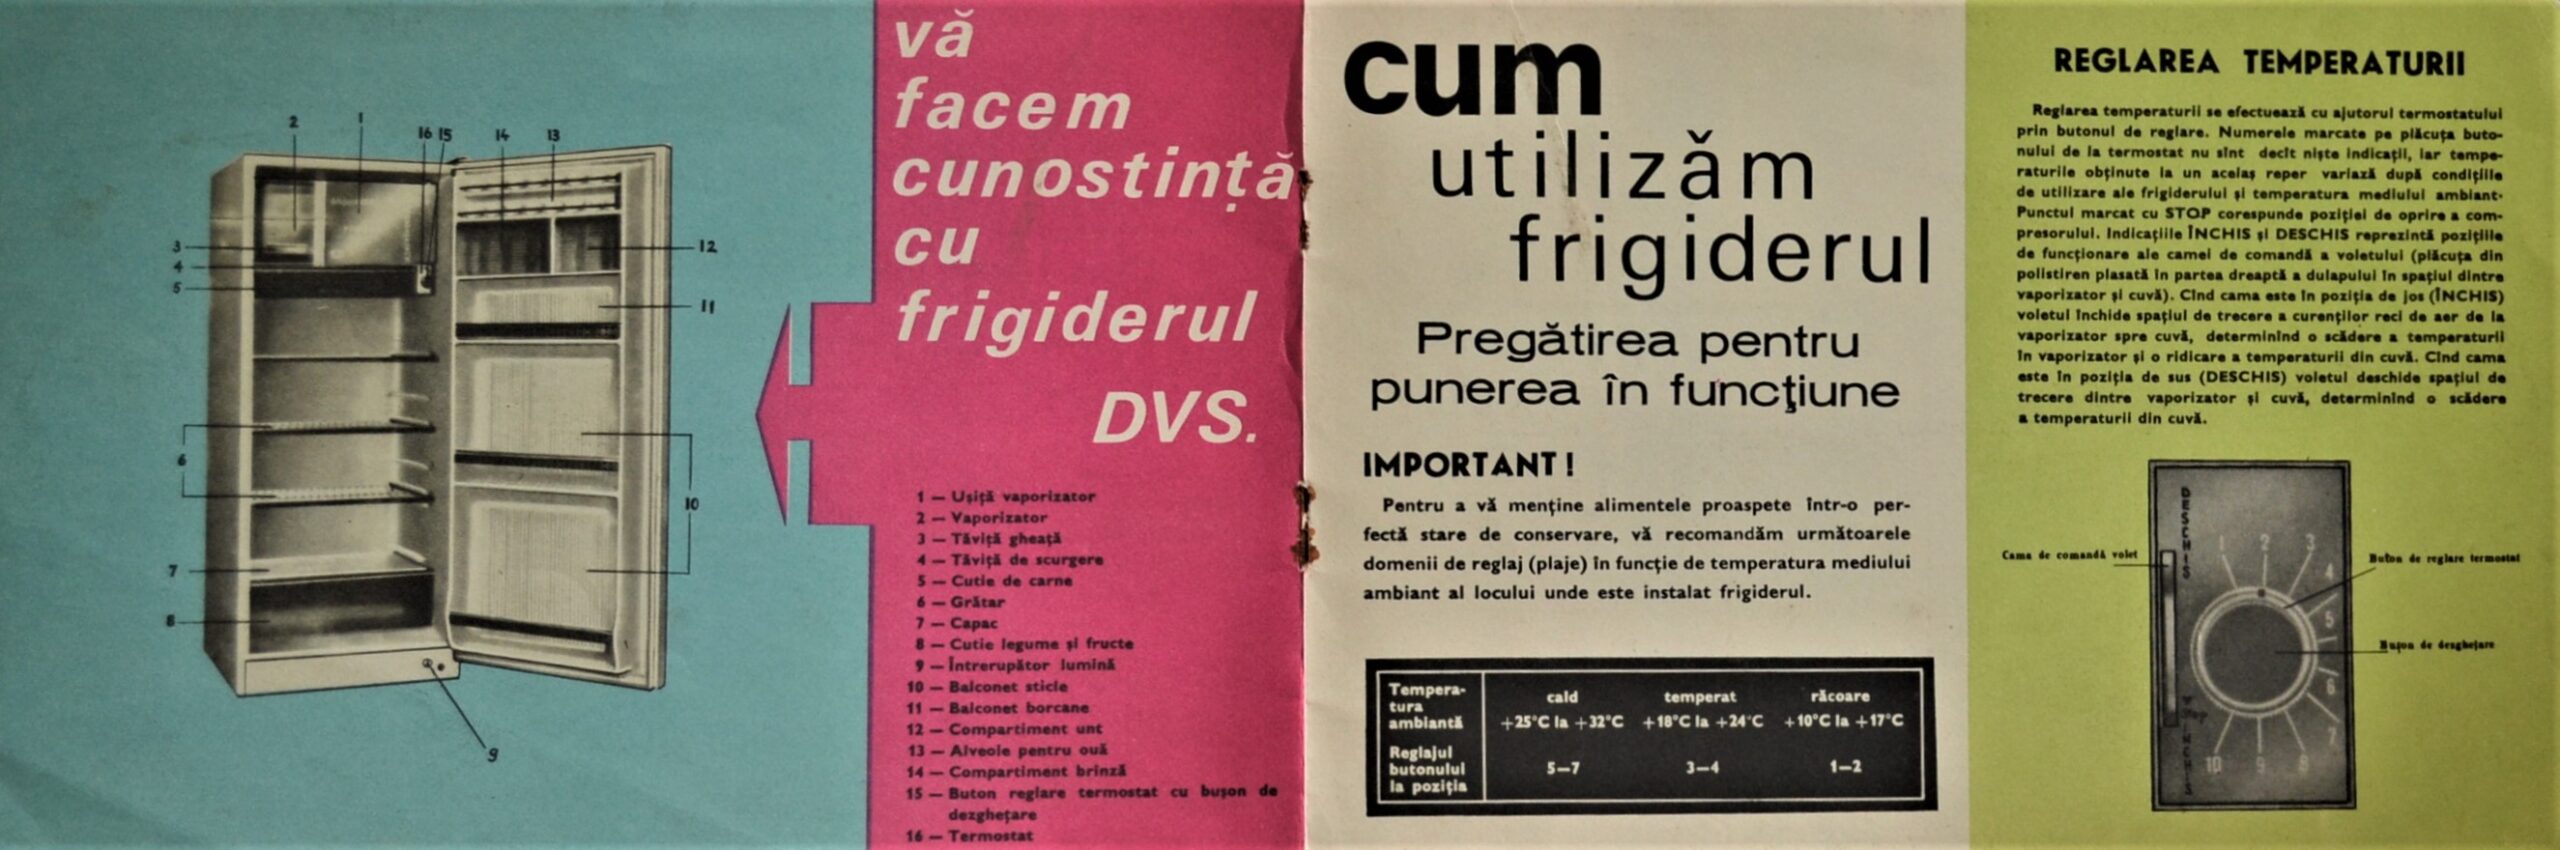 2
1
16 15
14
13
3
4
5
12
11
6
10
7
8
9
vă
facem
cunostință
cu
frigiderul
DVS.
1 — Ușiță vaporizator
2 — Vaporizator
3 — Tăviță gheață
4 — Tăviță de scurgere
5 — Cutie de carne
6 — Grătar
7 — Capac
8 — Cutie legume și fructe
9 — Întrerupător lumină
10 — Balconet sticle
11 — Balconet borcane
12 — Compartiment unt
13 — Alveole pentru ouă
14 — Compartiment brînză
15 — Buton reglare termostat cu bușon de
dezghețare
16 — Termostat
cum
utilizăm
frigiderul
Pregătirea pentru
punerea în funcțiune
IMPORTANT !
Pentru a vă menține alimentele proaspete într-o per-
fectă stare de conservare, vă recomandăm următoarele
domenii de reglaj (plaje) în funcție de temperatura mediului
ambiant al locului unde este instalat frigiderul.
Tempera-
tura
ambiantă
cald temperat răcoare
+25°C la +32°C +18°C la +24°C +10°C la +17°C
Reglajul
butonului
la poziția
5—7 3—4 1—2
REGLAREA TEMPERATURII
Reglarea temperaturii se efectuează cu ajutorul termostatului
prin butonul de reglare. Numerele marcate pe plăcuța buto-
nului de la termostat nu sînt decît niște indicații, iar tempe-
raturile obținute la un acelaș reper variază după condițiile
de utilizare ale frigiderului și temperatura mediului ambiant.
Punctul marcat cu STOP corespunde poziției de oprire a com-
presorului. Indicațiile ÎNCHIS și DESCHIS reprezintă pozițiile
de funcționare ale camei de comandă a voletului (plăcuța din
polistiren plasată în partea dreaptă a dulapului în spațiul dintre
vaporizator și cuvă). Cînd cama este în poziția de jos (ÎNCHIS)
voletul închide spațiul de trecere a curenților reci de aer de la
vaporizator spre cuvă, determinînd o scădere a temperaturii
în vaporizator și o ridicare a temperaturii din cuvă. Cînd cama
este în poziția de sus (DESCHIS) voletul deschide spațiul de
trecere dintre vaporizator și cuvă, determinînd o scădere
a temperaturii din cuvă.
DESCHIS
1 2 3
4
5
6
7
8
9
10
Cama de comandă volet
Buton de reglare termostat
Bușon de dezghețare